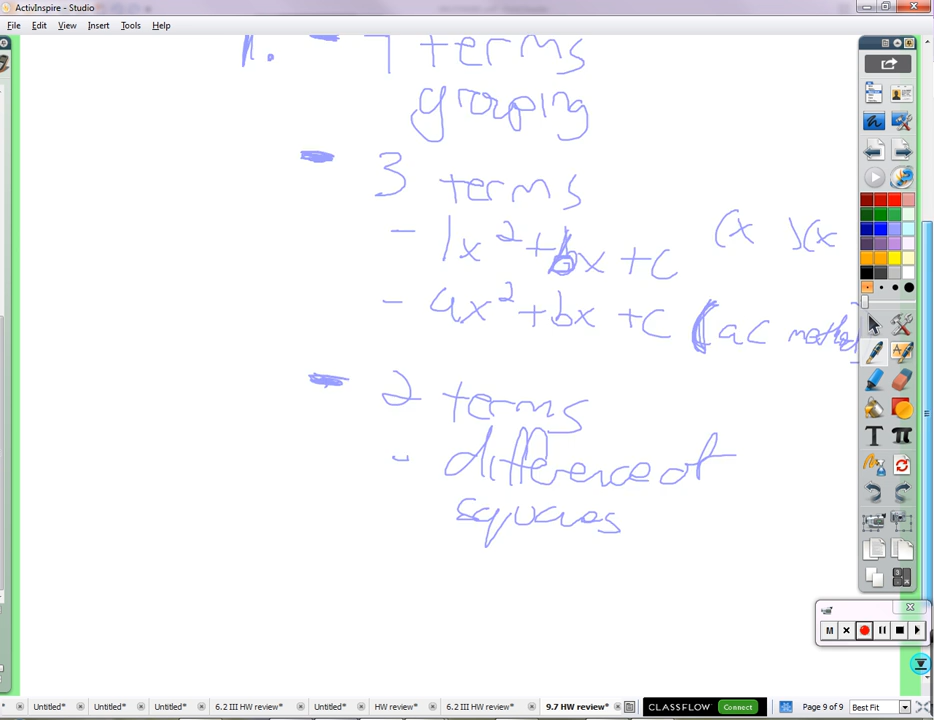 ActivInspire - Studio
File Edit View Insert Tools Help
1. - 4 terms
grouping
- 3 terms
- 1x² + bx + c (x )(x
- ax² + bx + c (ac method
- 2 terms
- difference of
squares
M
Untitled* Untitled* Untitled* 6.2 III HW review* Untitled* HW review* 6.2 III HW review* Untitled* 9.7 HW review* CLASSFLOW Connect Page 9 of 9 Best Fit